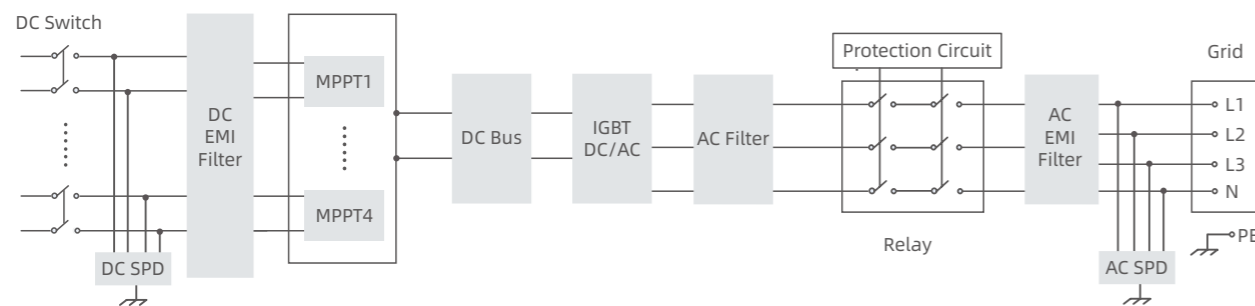 DC Switch
DC SPD
DC
EMI
Filter
MPPT1
MPPT4
DC Bus
IGBT
DC/AC
AC Filter
Protection Circuit
Relay
AC
EMI
Filter
AC SPD
Grid
L1
L2
L3
N
PE